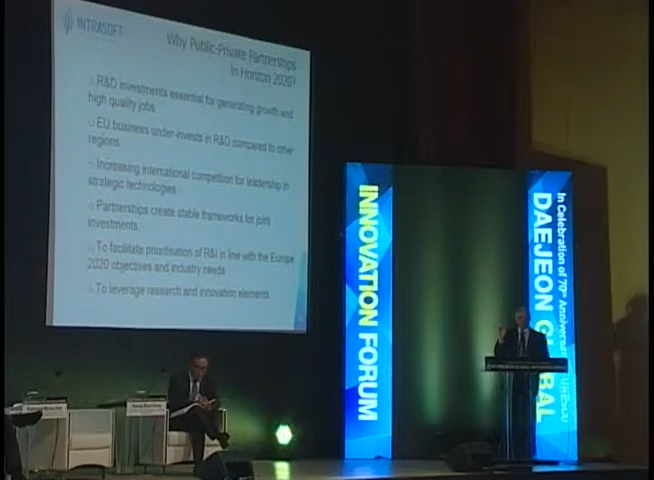 INTRASOFT
Why Public-Private Partnerships
in Horizon 2020?
R&D investments essential for generating growth and
high quality jobs
EU business under-invests in R&D compared to other
regions
Increasing international competition for leadership in
strategic technologies
Partnerships create stable frameworks for joint
investments
To facilitate prioritisation of R&I in line with the Europe
2020 objectives and industry needs
To leverage research and innovation elements
INNOVATION FORUM
In Celebration of 70th
DAEJEON